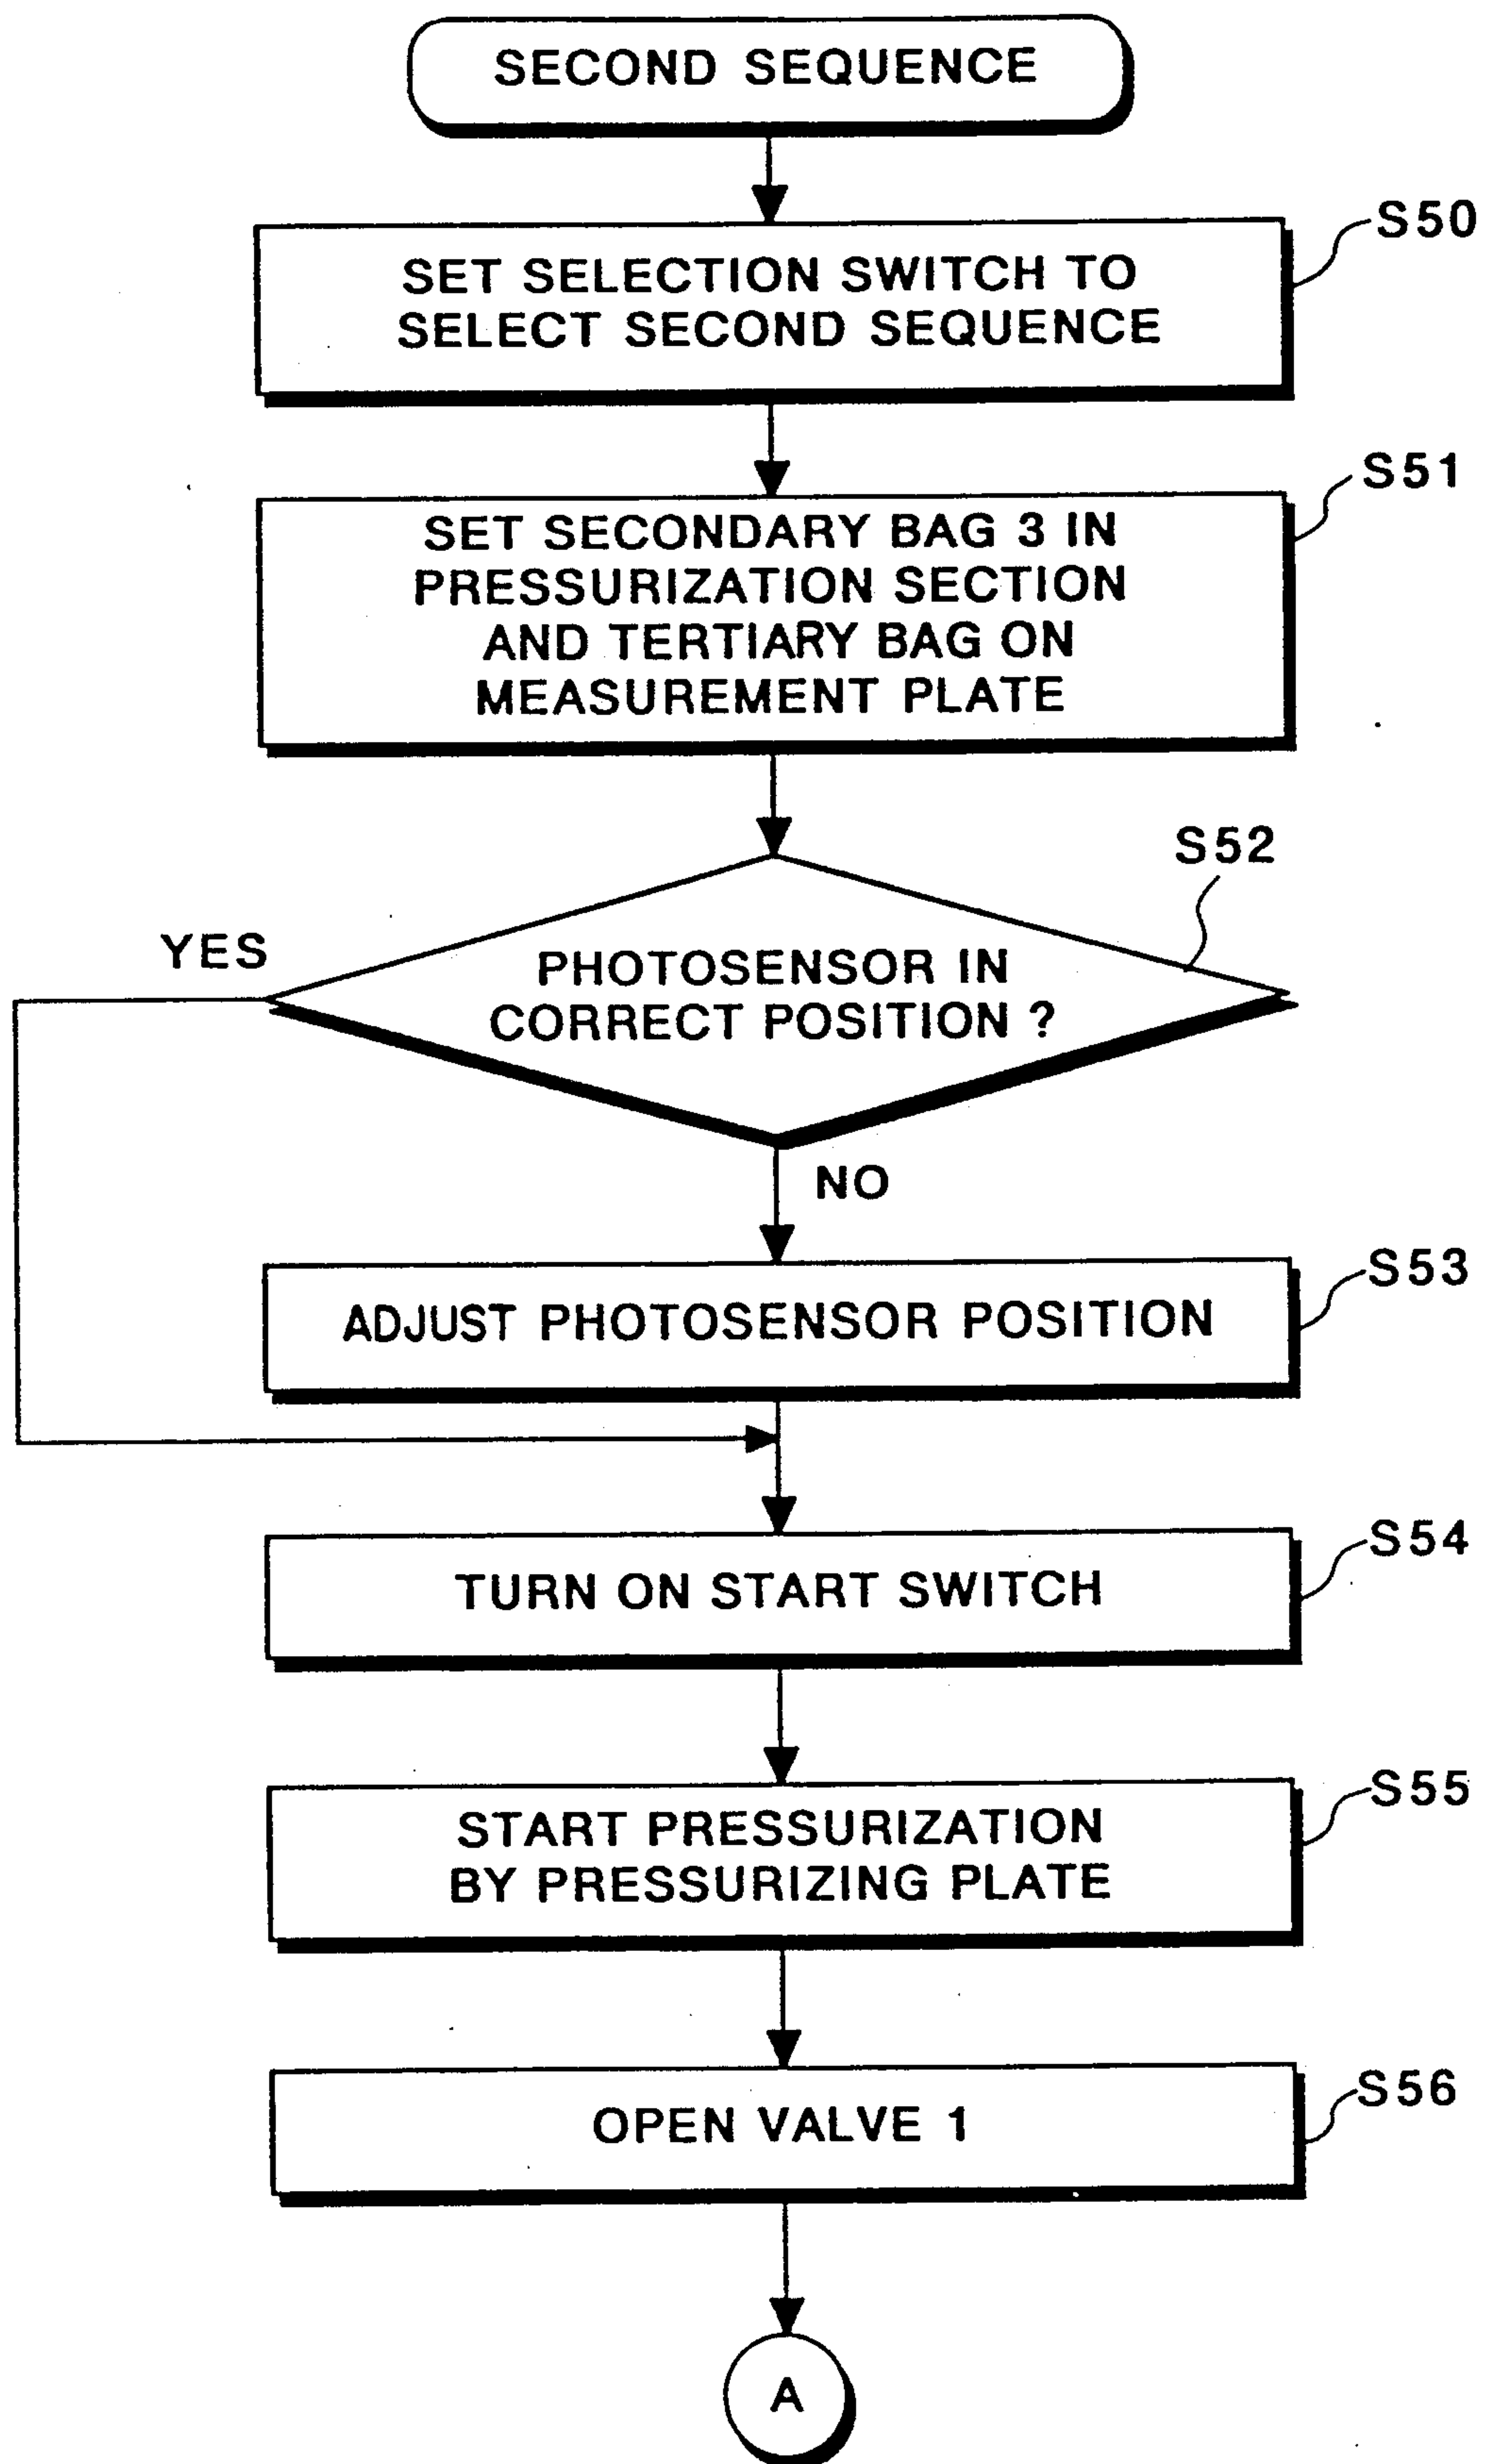 SECOND SEQUENCE
S50
SET SELECTION SWITCH TO
SELECT SECOND SEQUENCE
S51
SET SECONDARY BAG 3 IN
PRESSURIZATION SECTION
AND TERTIARY BAG ON
MEASUREMENT PLATE
S52
YES
PHOTOSENSOR IN
CORRECT POSITION ?
NO
S53
ADJUST PHOTOSENSOR POSITION
S54
TURN ON START SWITCH
S55
START PRESSURIZATION
BY PRESSURIZING PLATE
S56
OPEN VALVE 1
A